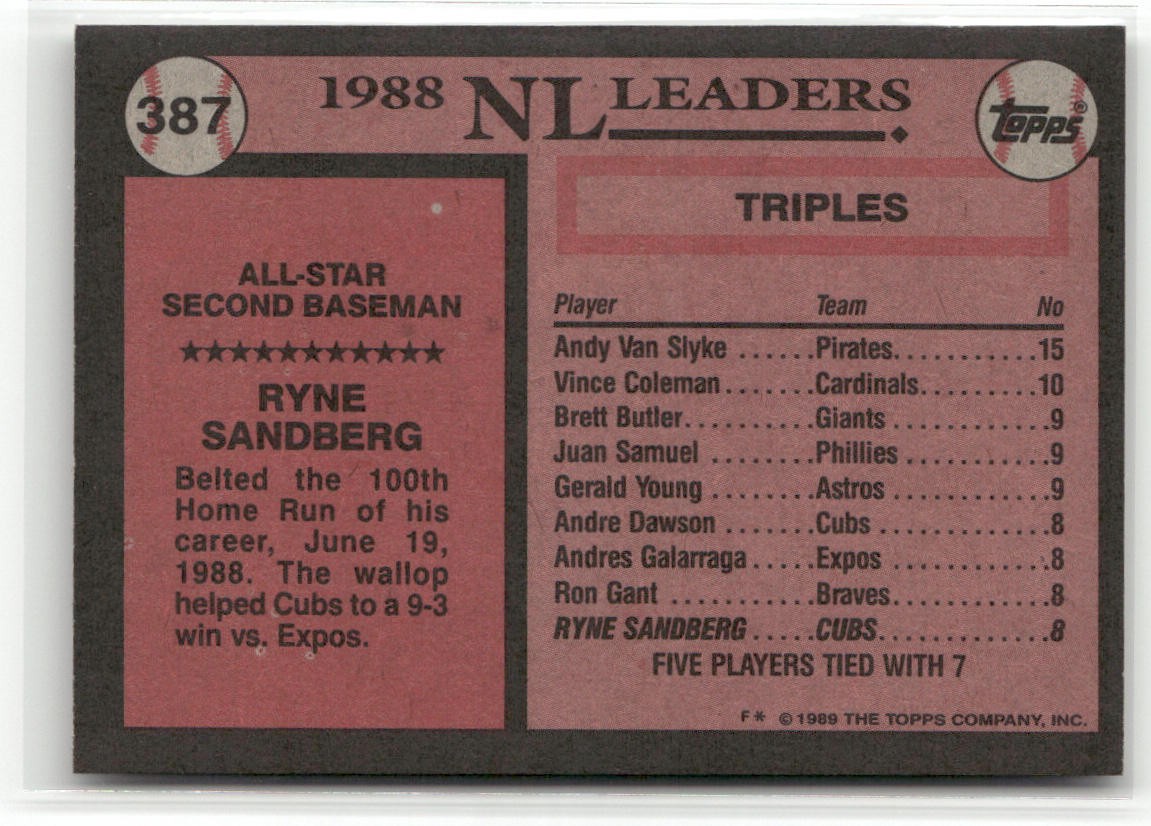 387
1988 NL LEADERS
Topps®
ALL-STAR
SECOND BASEMAN
★★★★★★★★★★★
RYNE
SANDBERG
Belted the 100th
Home Run of his
career, June 19,
1988. The wallop
helped Cubs to a 9-3
win vs. Expos.
TRIPLES
Player Team No
Andy Van Slyke ......Pirates...........15
Vince Coleman.......Cardinals.........10
Brett Butler..........Giants ...........9
Juan Samuel ........Phillies ..........9
Gerald Young ........Astros ...........9
Andre Dawson .......Cubs ............8
Andres Galarraga .....Expos ............8
Ron Gant ...........Braves............8
RYNE SANDBERG .....CUBS.............8
FIVE PLAYERS TIED WITH 7
F* ©1989 THE TOPPS COMPANY, INC.